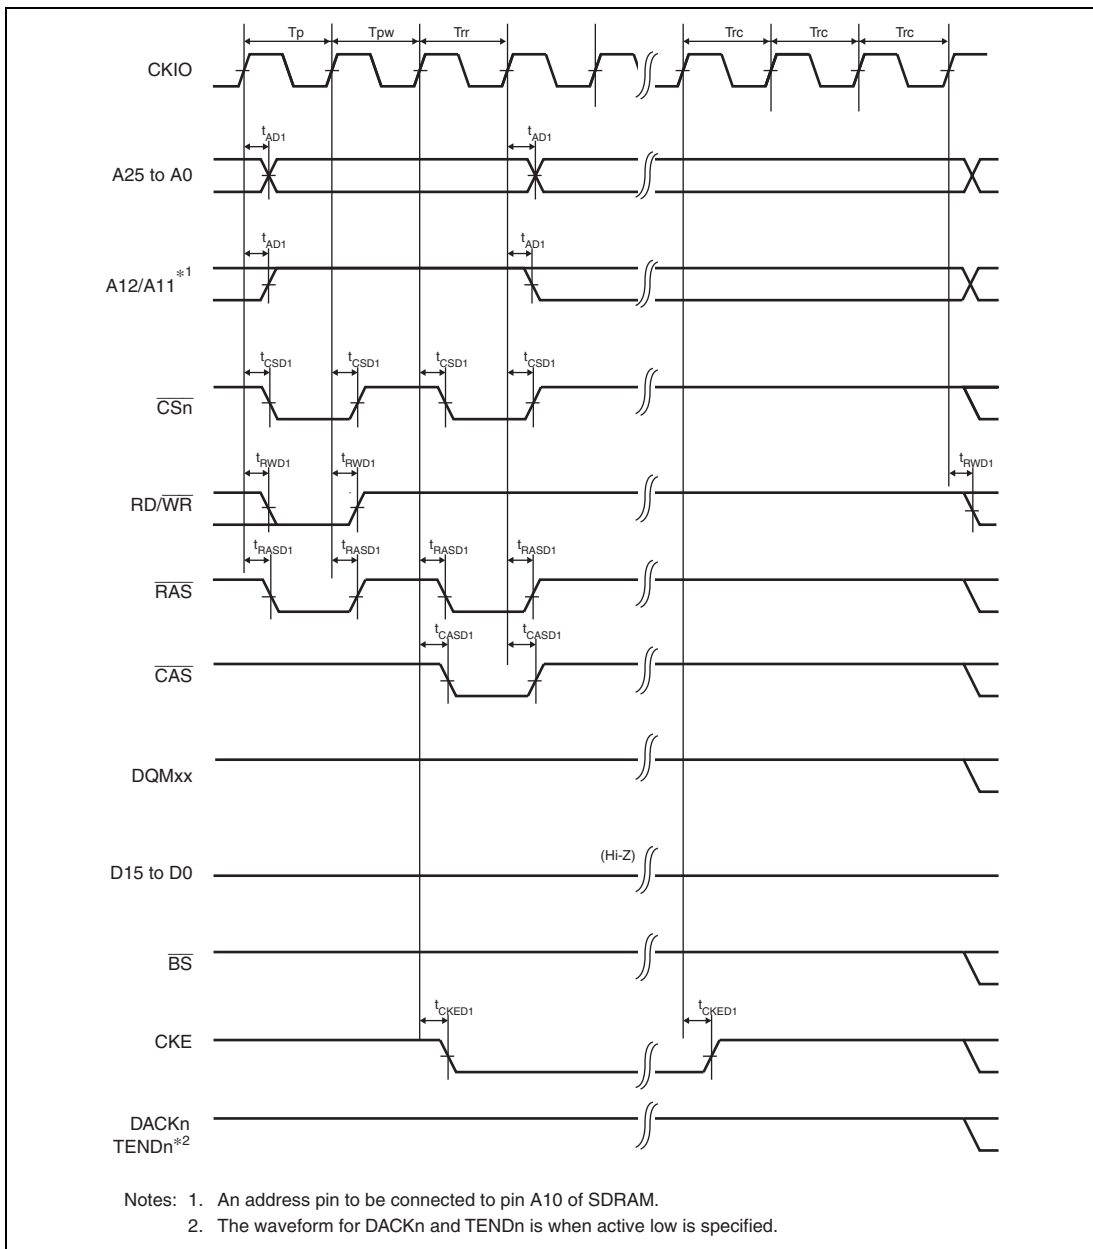 Tp Tpw Trr Trc Trc Trc
CKIO
tAD1 tAD1
A25 to A0
tAD1 tAD1
A12/A11*1
tCSD1 tCSD1 tCSD1 tCSD1
CSn
tRWD1 tRWD1 tRWD1
RD/WR
tRASD1 tRASD1 tRASD1 tRASD1
RAS
tCASD1 tCASD1
CAS
DQMxx
(Hi-Z)
D15 to D0
BS
tCKED1 tCKED1
CKE
DACKn
TENDn*2
Notes: 1. An address pin to be connected to pin A10 of SDRAM.
2. The waveform for DACKn and TENDn is when active low is specified.